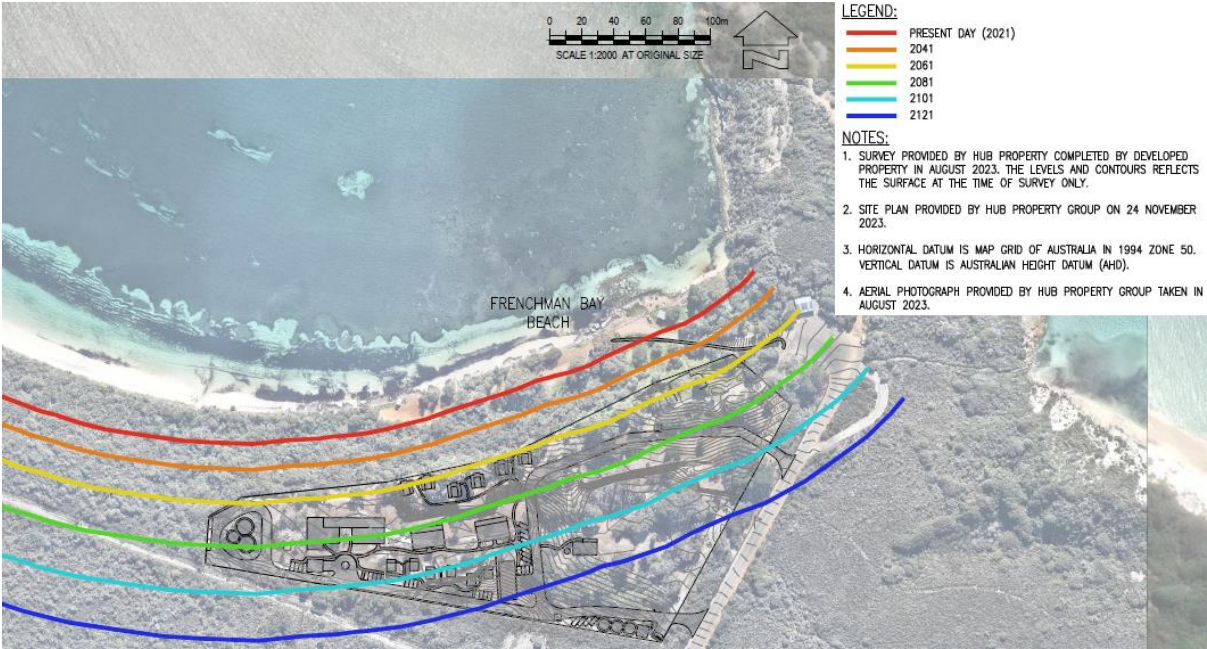 0 20 40 60 80 100m
SCALE 1:2000 AT ORIGINAL SIZE
N
FRENCHMAN BAY
BEACH
LEGEND:
PRESENT DAY (2021)
2041
2061
2081
2101
2121
NOTES:
1. SURVEY PROVIDED BY HUB PROPERTY COMPLETED BY DEVELOPED
PROPERTY IN AUGUST 2023. THE LEVELS AND CONTOURS REFLECTS
THE SURFACE AT THE TIME OF SURVEY ONLY.
2. SITE PLAN PROVIDED BY HUB PROPERTY GROUP ON 24 NOVEMBER
2023.
3. HORIZONTAL DATUM IS MAP GRID OF AUSTRALIA IN 1994 ZONE 50.
VERTICAL DATUM IS AUSTRALIAN HEIGHT DATUM (AHD).
4. AERIAL PHOTOGRAPH PROVIDED BY HUB PROPERTY GROUP TAKEN IN
AUGUST 2023.